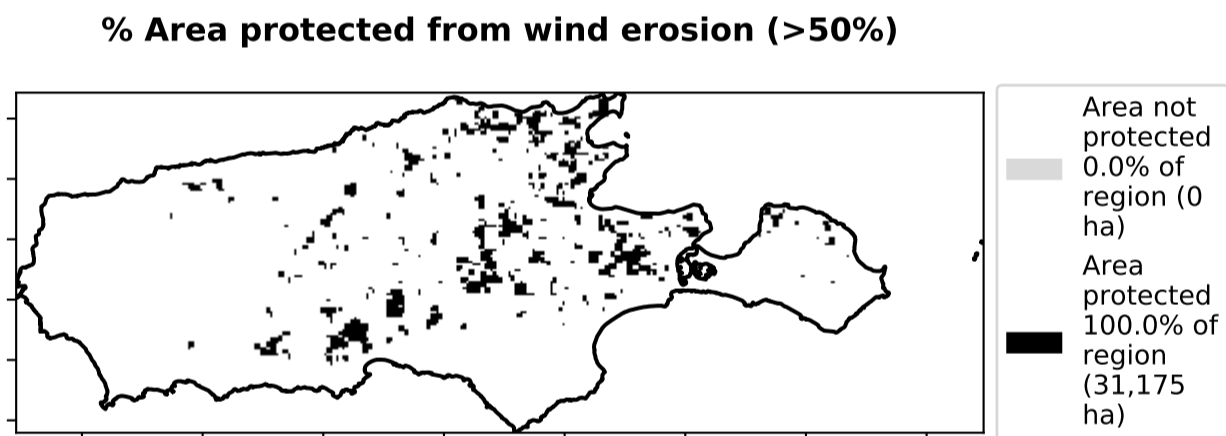 % Area protected from wind erosion (>50%)
Area not
protected
0.0% of
region (0
ha)
Area
protected
100.0% of
region
(31,175
ha)